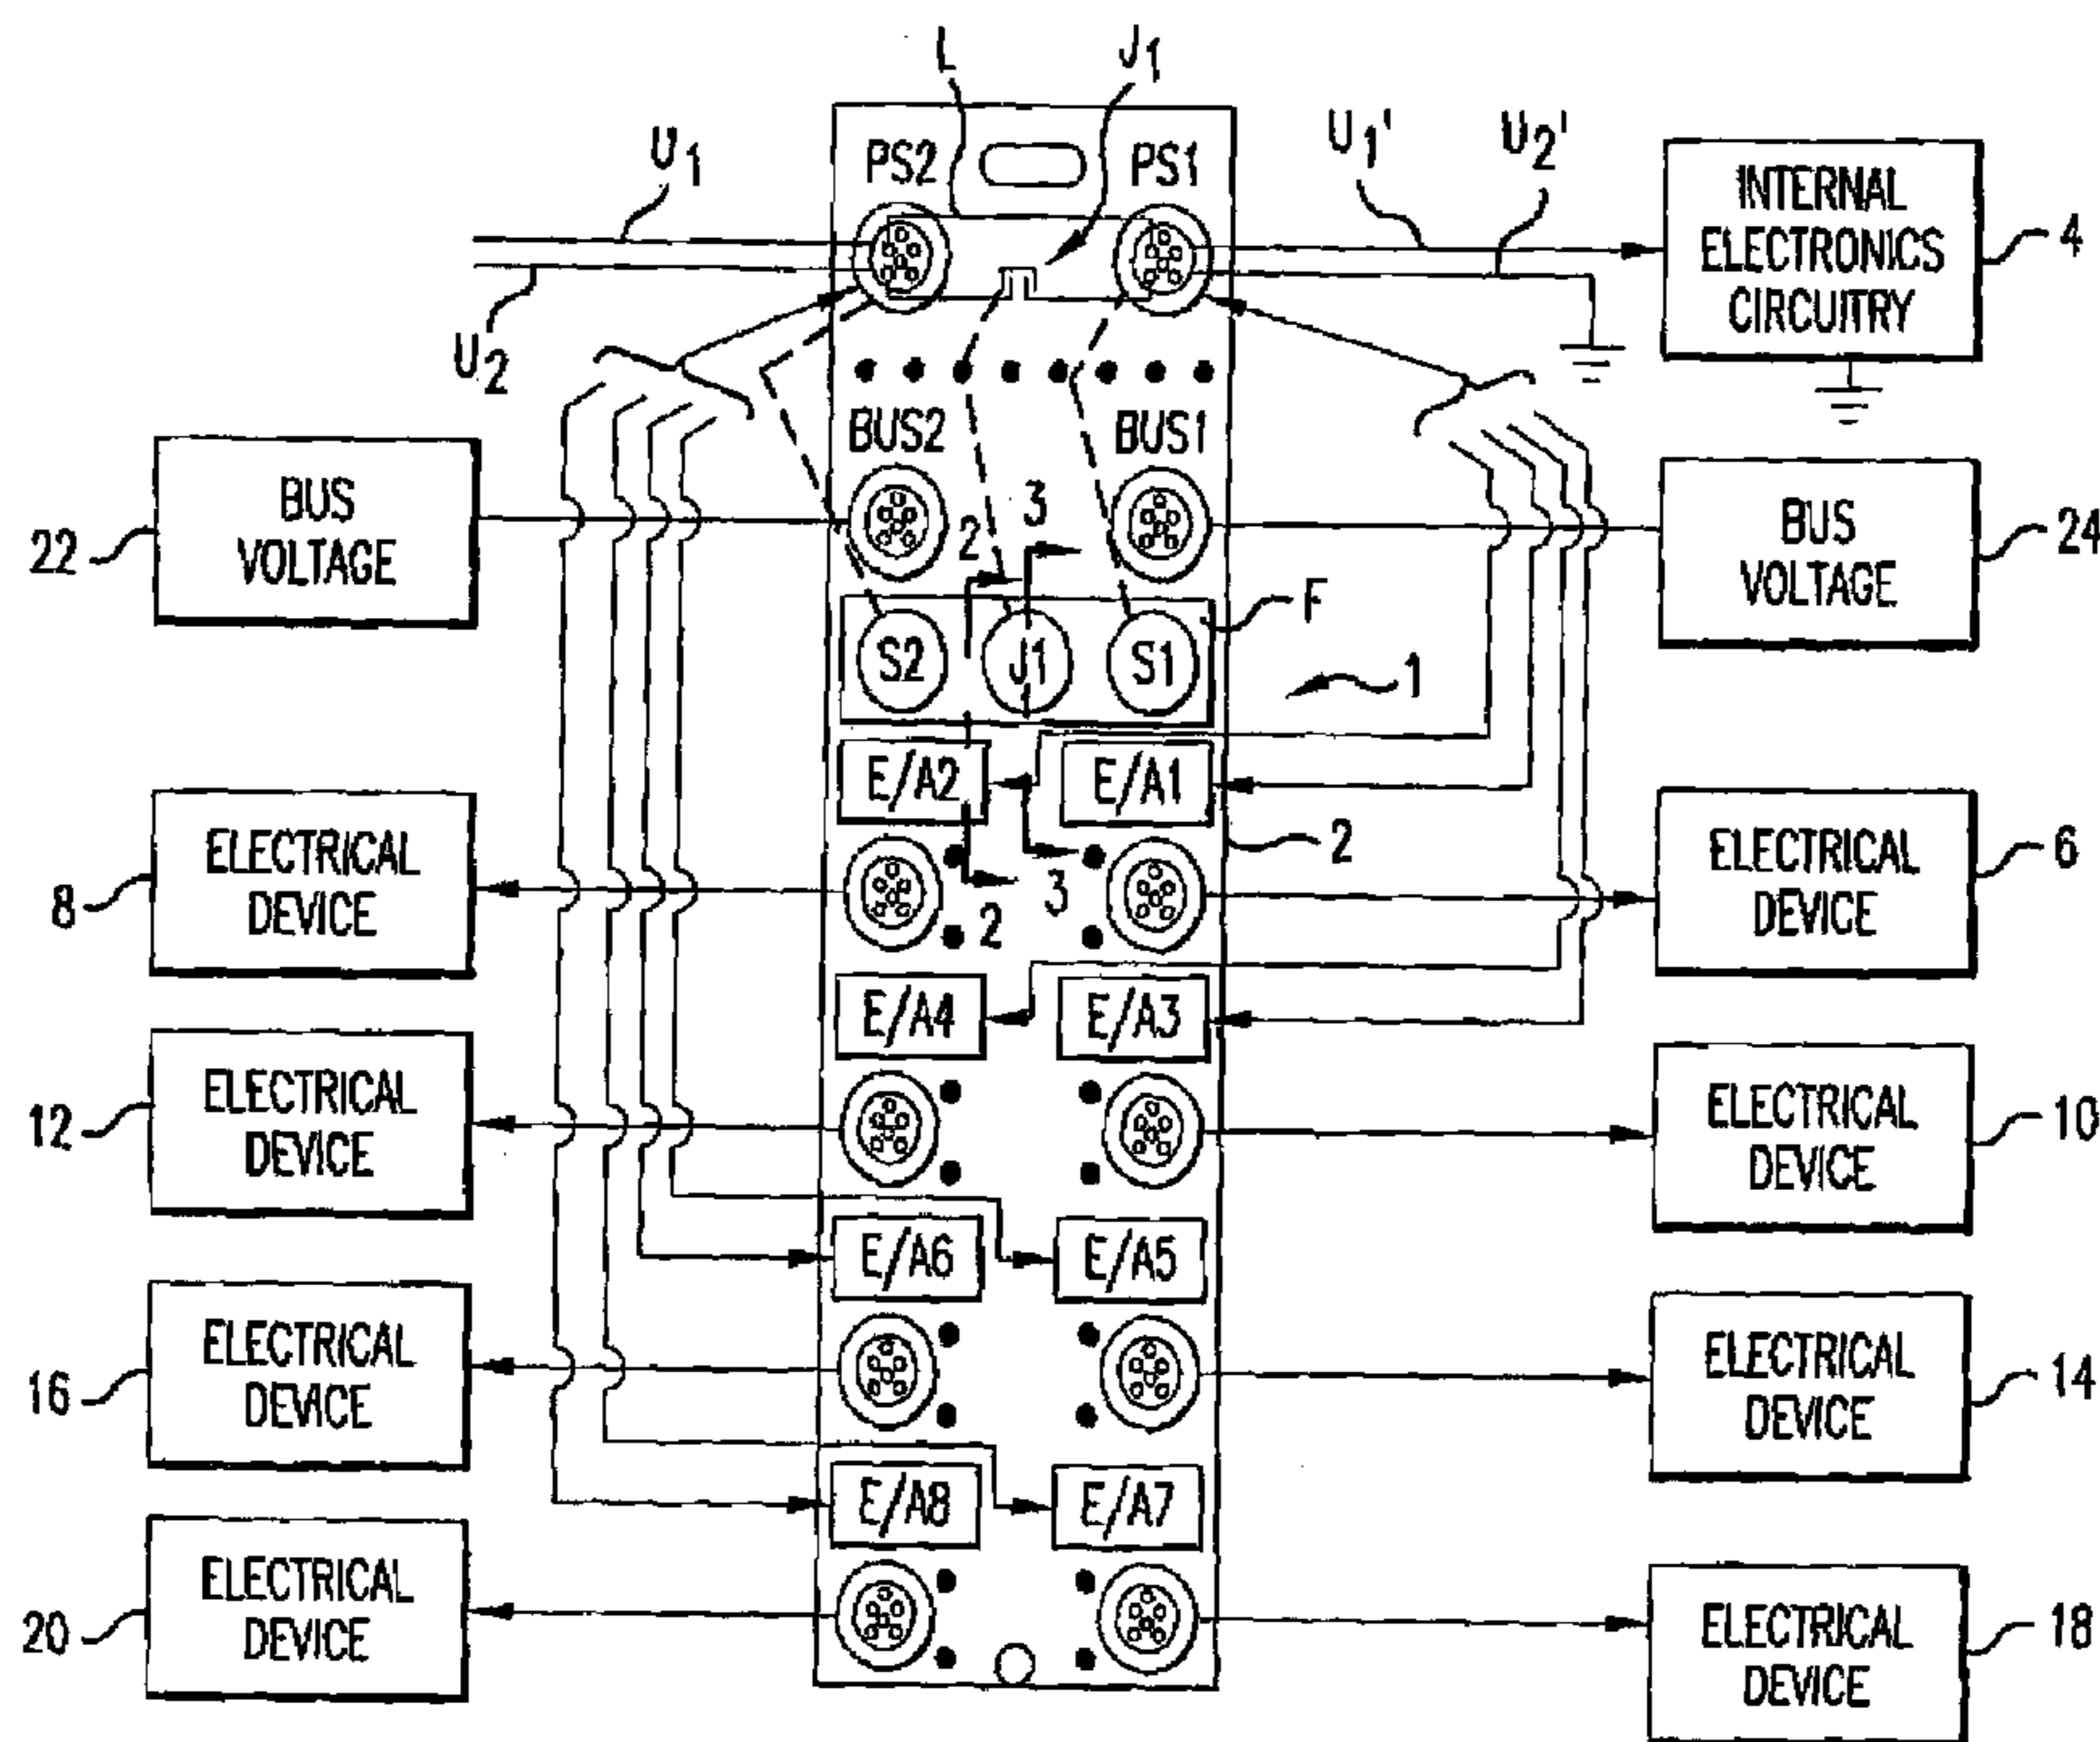 L J1
U1 PS2 PS1 U1' U2'
INTERNAL
ELECTRONICS
CIRCUITRY
4
U2
BUS2 BUS1
BUS
VOLTAGE
22
BUS
VOLTAGE
24
2 3
S2 J1 S1
F
1
E/A2 E/A1
2
ELECTRICAL
DEVICE
8
ELECTRICAL
DEVICE
6
2 3
E/A4 E/A3
ELECTRICAL
DEVICE
12
ELECTRICAL
DEVICE
10
E/A6 E/A5
ELECTRICAL
DEVICE
16
ELECTRICAL
DEVICE
14
E/A8 E/A7
ELECTRICAL
DEVICE
20
ELECTRICAL
DEVICE
18